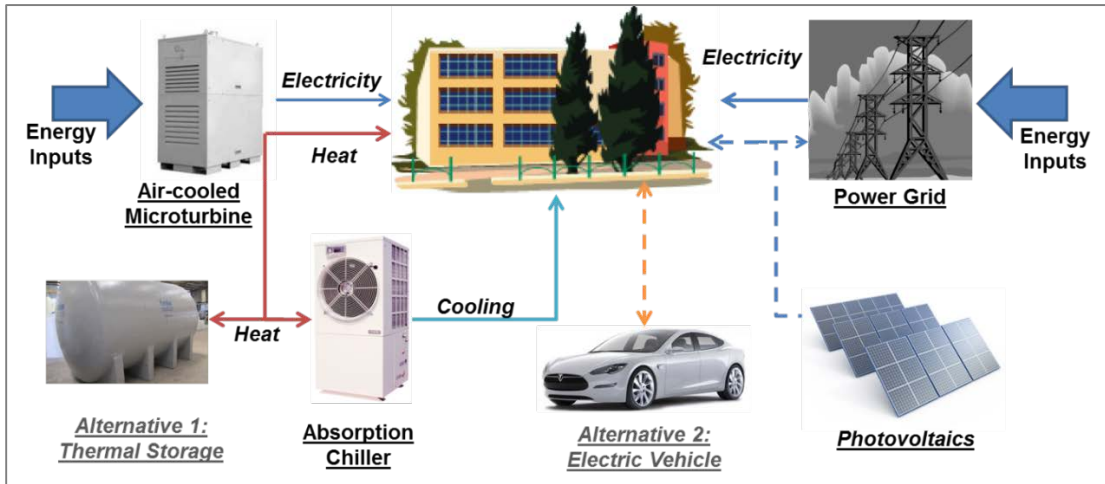 Electricity
Electricity
Energy
Inputs
Heat
Energy
Inputs
Air-cooled
Microturbine
Power Grid
Cooling
Heat
Alternative 1:
Thermal Storage
Absorption
Chiller
Alternative 2:
Electric Vehicle
Photovoltaics